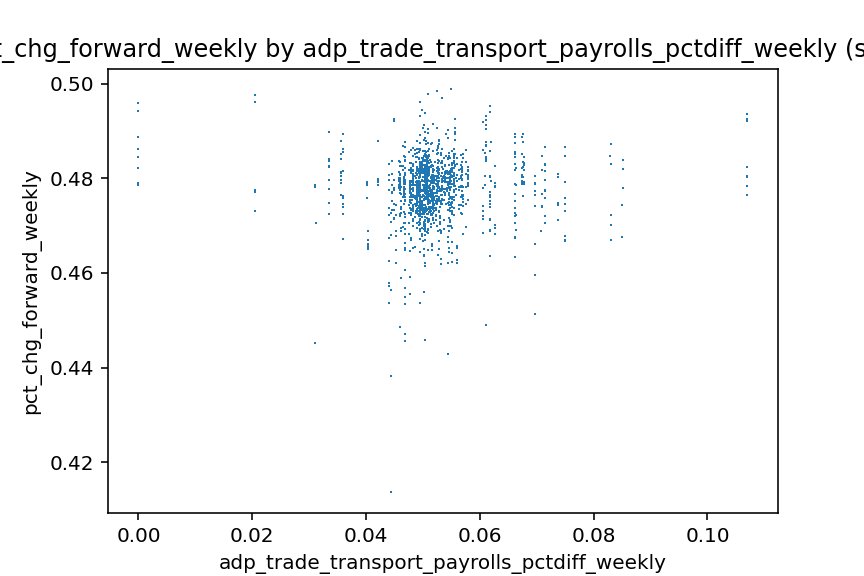 t_chg_forward_weekly by adp_trade_transport_payrolls_pctdiff_weekly (s
0.50
0.48
0.46
0.44
0.42
pct_chg_forward_weekly
0.00 0.02 0.04 0.06 0.08 0.10
adp_trade_transport_payrolls_pctdiff_weekly